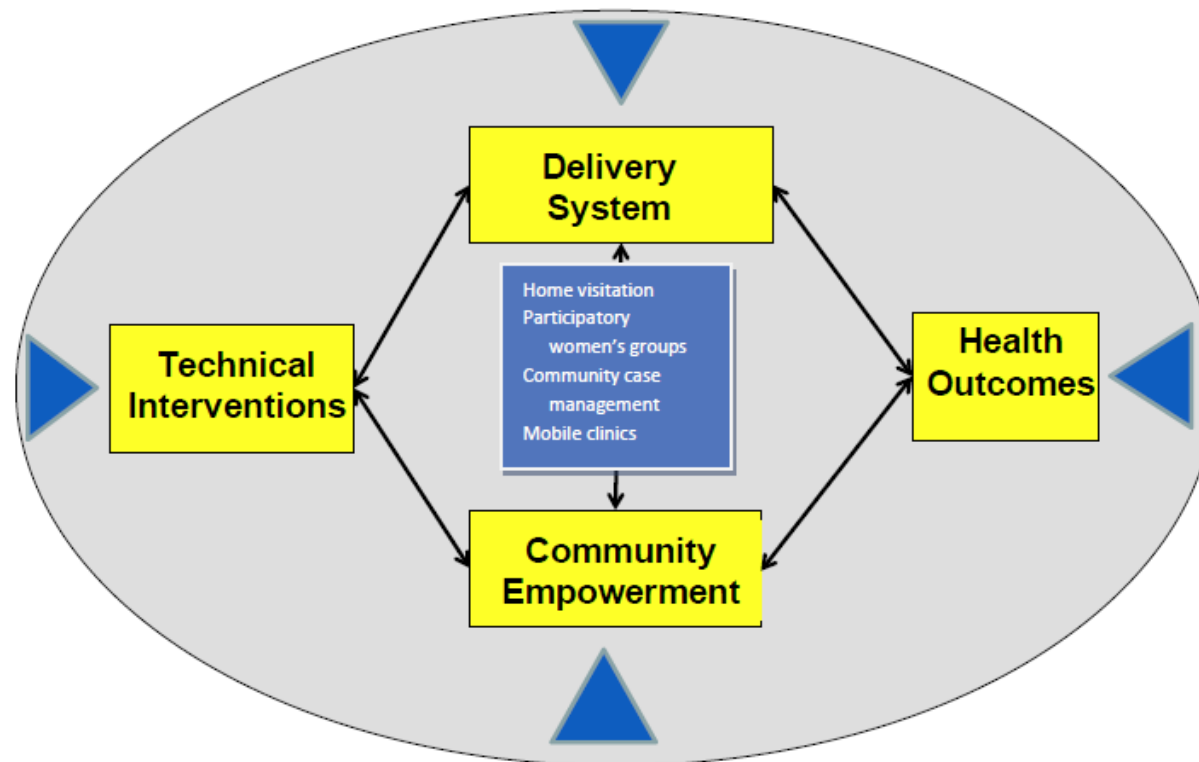 Delivery
System
Home visitation
Participatory
women's groups
Community case
management
Mobile clinics
Technical
Interventions
Health
Outcomes
Community
Empowerment